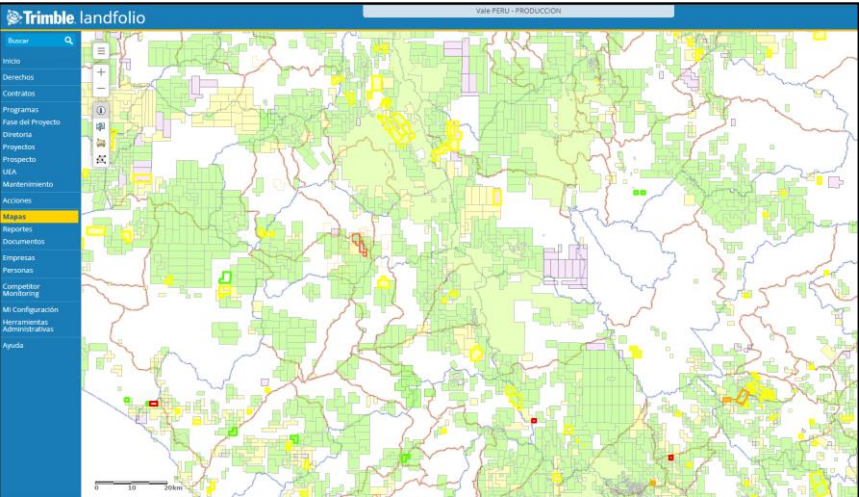 Trimble. landfolio
Vale PERU - PRODUCCIÓN
Buscar
Inicio
Derechos
Contratos
Programas
Fase del Proyecto
Diretoria
Proyectos
Prospecto
UEA
Mantenimiento
Acciones
Mapas
Reportes
Documentos
Empresas
Personas
Competitor
Monitoring
Mi Configuración
Herramientas
Administrativas
Ayuda
0 10 20km